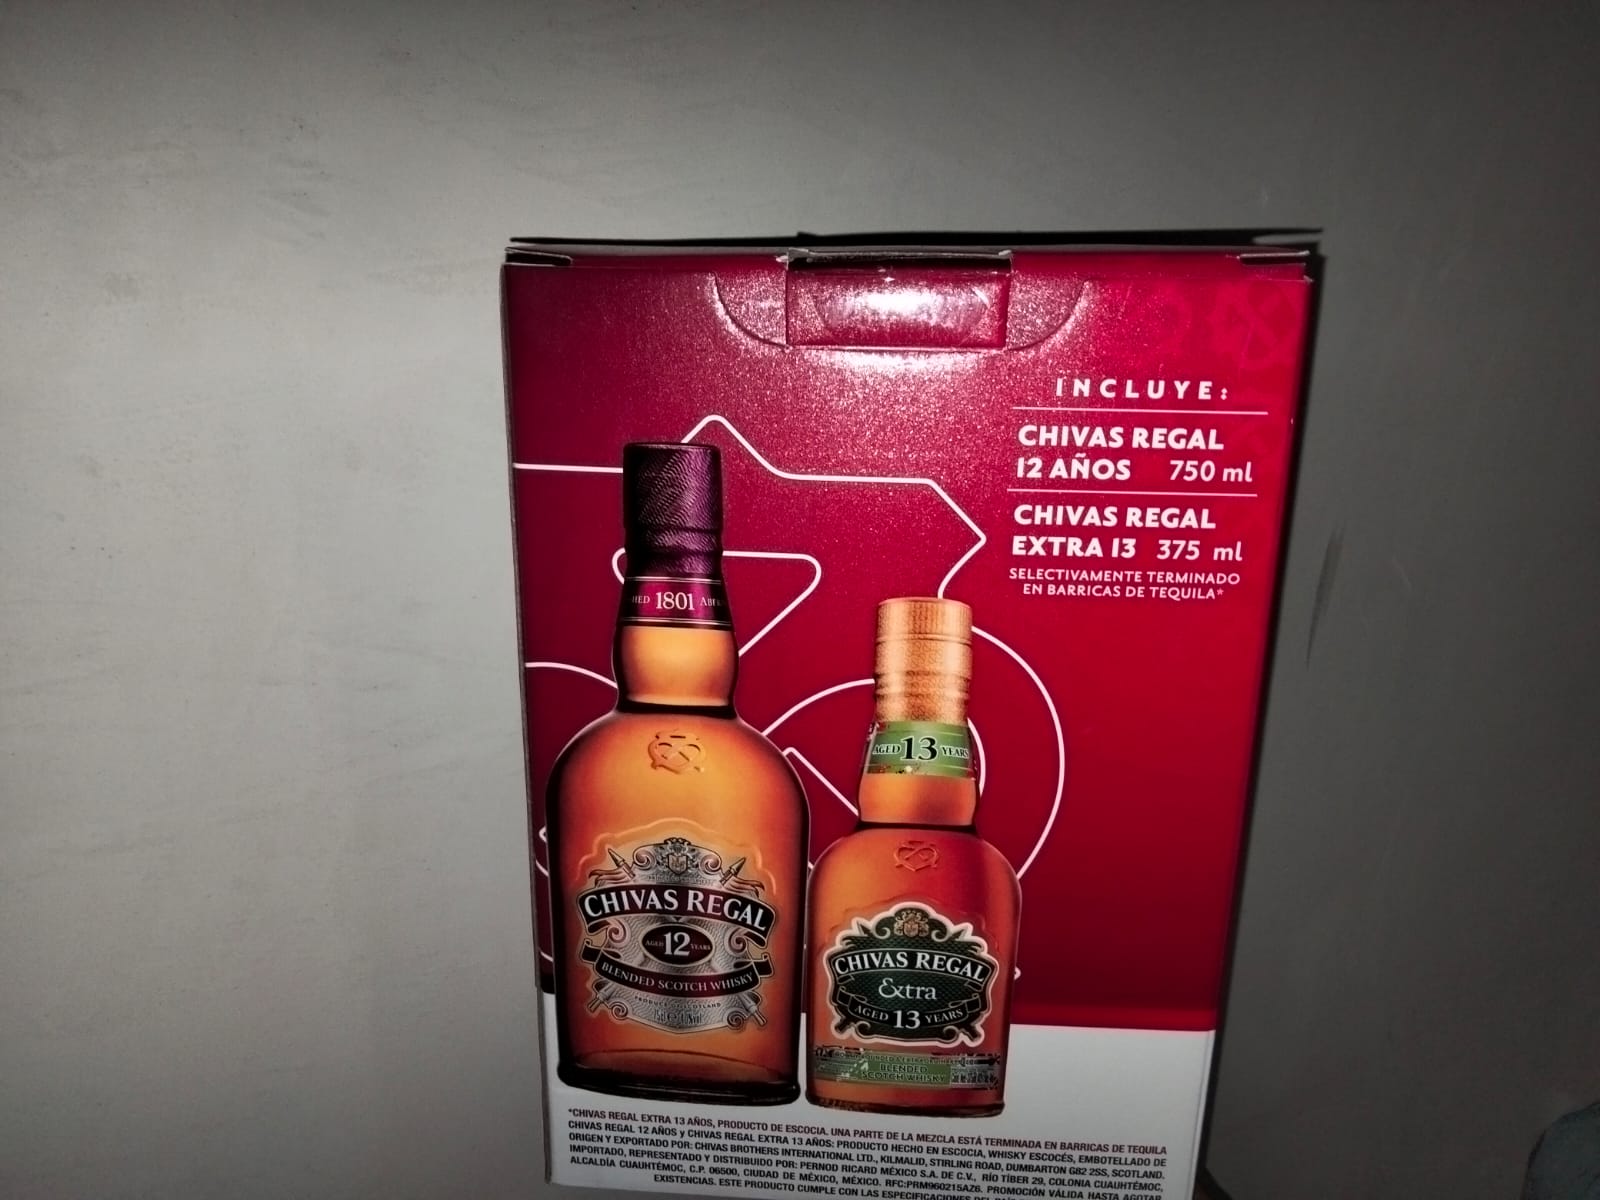 INCLUYE:
CHIVAS REGAL
12 AÑOS 750 ml
CHIVAS REGAL
EXTRA 13 375 ml
SELECTIVAMENTE TERMINADO
EN BARRICAS DE TEQUILA*
1801
AGED 13 YEARS
CHIVAS REGAL
AGED 12 YEARS
BLENDED SCOTCH WHISKY
PRODUCE OF SCOTLAND
CHIVAS REGAL
Extra
AGED 13 YEARS
BLENDED
SCOTCH WHISKY
*CHIVAS REGAL EXTRA 13 AÑOS, PRODUCTO DE ESCOCIA. UNA PARTE DE LA MEZCLA ESTÁ TERMINADA EN BARRICAS DE TEQUILA
CHIVAS REGAL 12 AÑOS y CHIVAS REGAL EXTRA 13 AÑOS: PRODUCTO HECHO EN ESCOCIA, WHISKY ESCOCÉS, EMBOTELLADO DE
ORIGEN Y EXPORTADO POR: CHIVAS BROTHERS INTERNATIONAL LTD., KILMALID, STIRLING ROAD, DUMBARTON G82 2SS, SCOTLAND.
IMPORTADO, REPRESENTADO Y DISTRIBUIDO POR: PERNOD RICARD MÉXICO S.A. DE C.V., RÍO TÍBER 29, COLONIA CUAUHTÉMOC,
ALCALDÍA CUAUHTÉMOC, C.P. 06500, CIUDAD DE MÉXICO, MÉXICO. RFC:PRM960215AZ6. PROMOCIÓN VÁLIDA HASTA AGOTAR
EXISTENCIAS. ESTE PRODUCTO CUMPLE CON LAS ESPECIFICACIONES